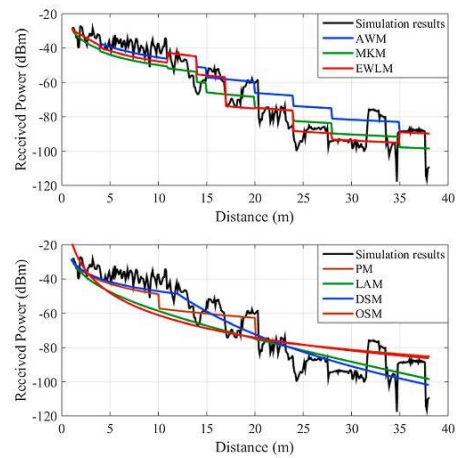 -20
-40
-60
-80
-100
-120
Received Power (dBm)
0 5 10 15 20 25 30 35 40
Distance (m)
Simulation results
AWM
MKM
EWLM
-20
-40
-60
-80
-100
-120
Received Power (dBm)
0 5 10 15 20 25 30 35 40
Distance (m)
Simulation results
PM
LAM
DSM
OSM